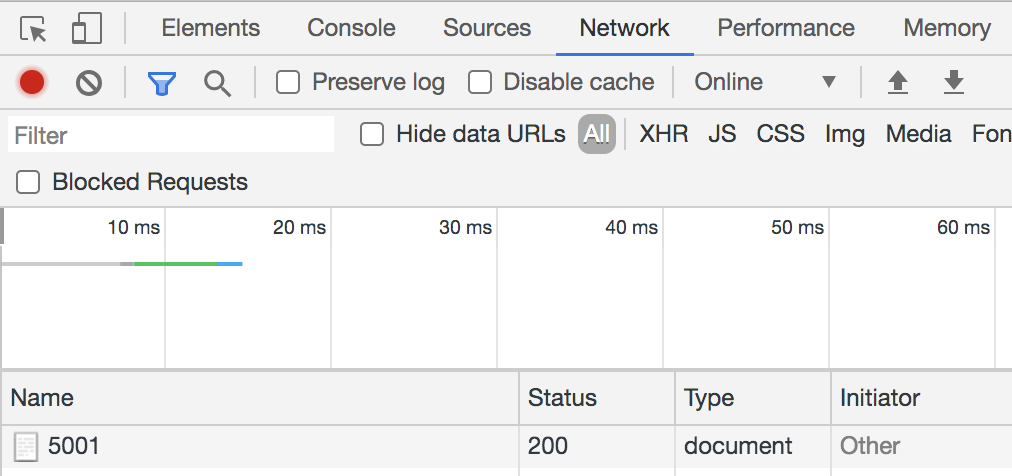 Elements Console Sources Network Performance Memory
Preserve log Disable cache Online
Filter Hide data URLs All XHR JS CSS Img Media Fon
Blocked Requests
10 ms 20 ms 30 ms 40 ms 50 ms 60 ms
Name Status Type Initiator
5001 200 document Other